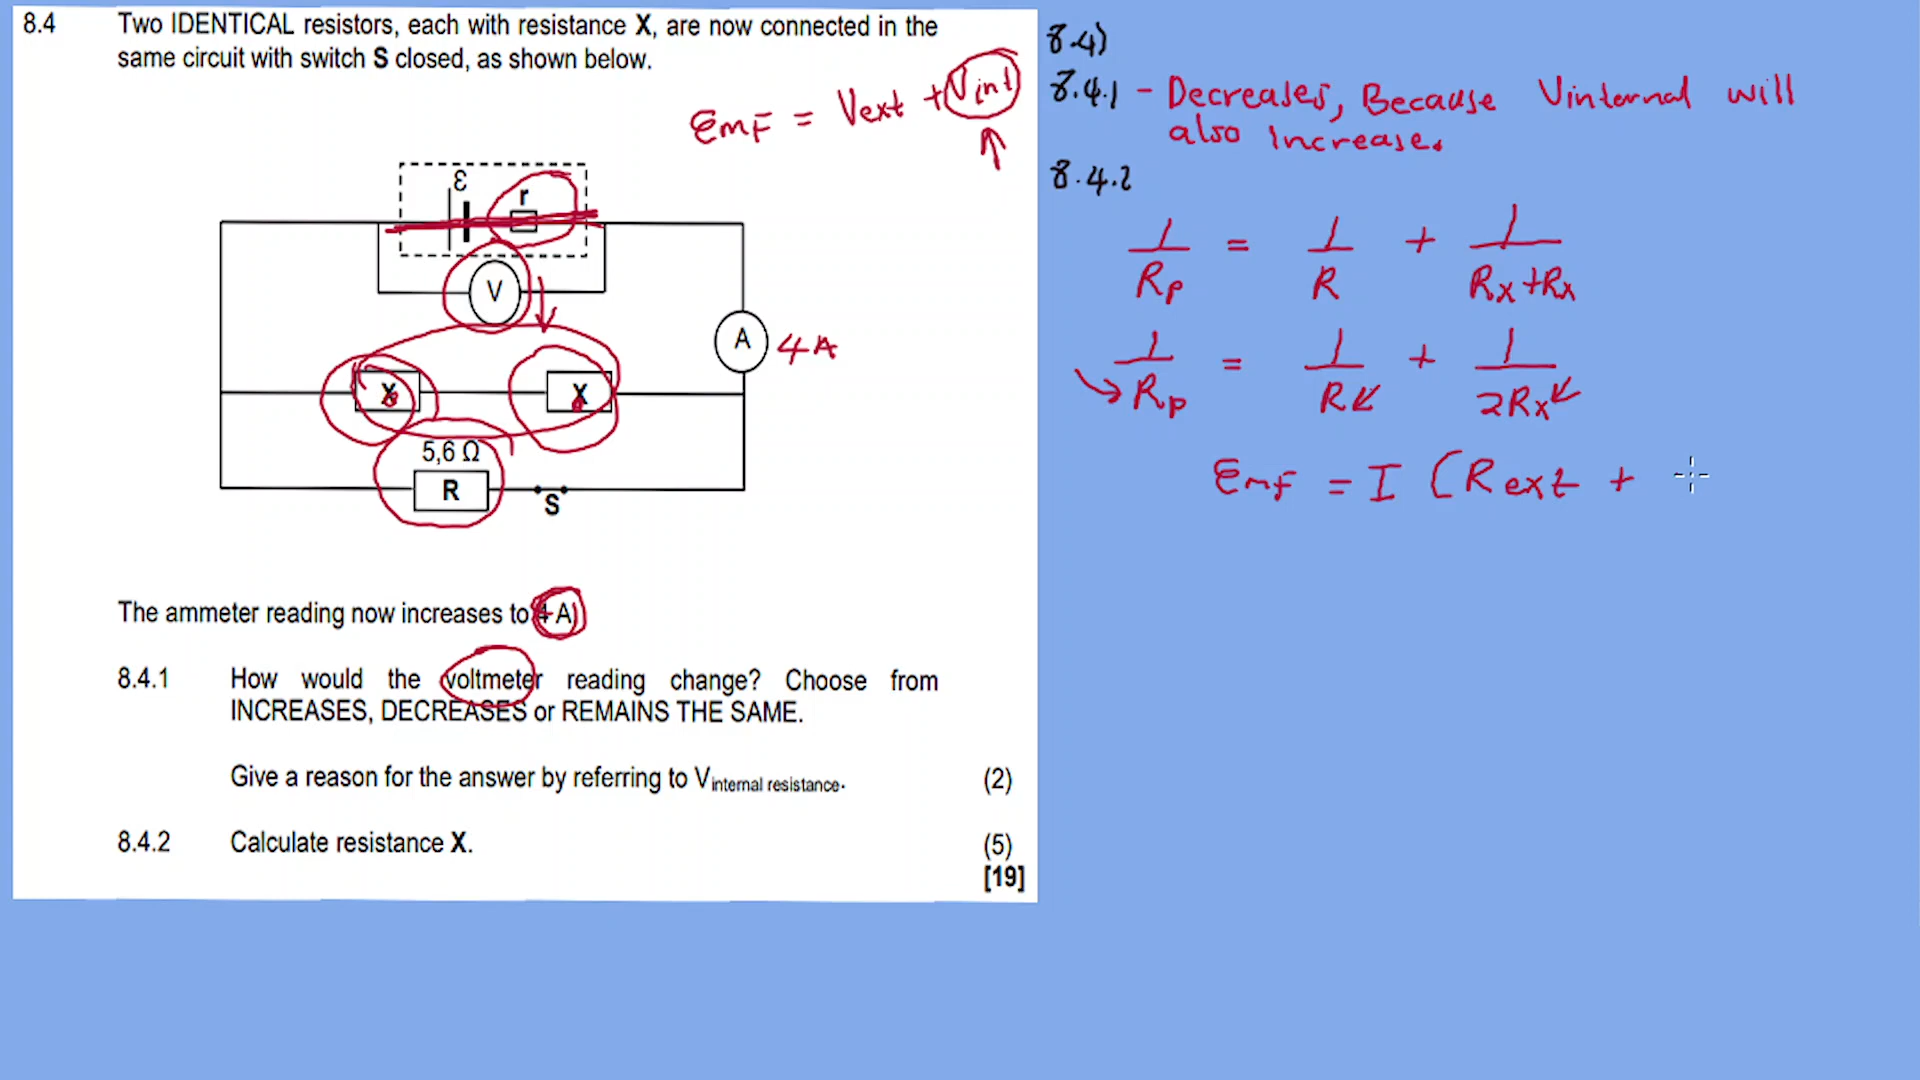 8.4 Two IDENTICAL resistors, each with resistance X, are now connected in the
same circuit with switch S closed, as shown below.
Emf = Vext + Vint
ε
r
V
A 4A
X X
5,6 Ω
R
S
The ammeter reading now increases to 4 A
8.4.1 How would the voltmeter reading change? Choose from
INCREASES, DECREASES or REMAINS THE SAME.
Give a reason for the answer by referring to Vinternal resistance. (2)
8.4.2 Calculate resistance X. (5)
[19]
8.4)
8.4.1 - Decreases, Because Vinternal will
also increase.
8.4.2
1/Rp = 1/R + 1/Rx+Rx
1/Rp = 1/R + 1/2Rx
Emf = I (Rext +